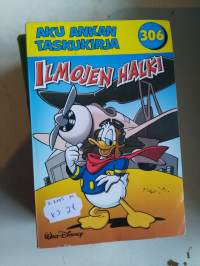 AKU ANKAN
TASKUKIRJA
306
ILMOJEN HALKI
WALT DISNEY